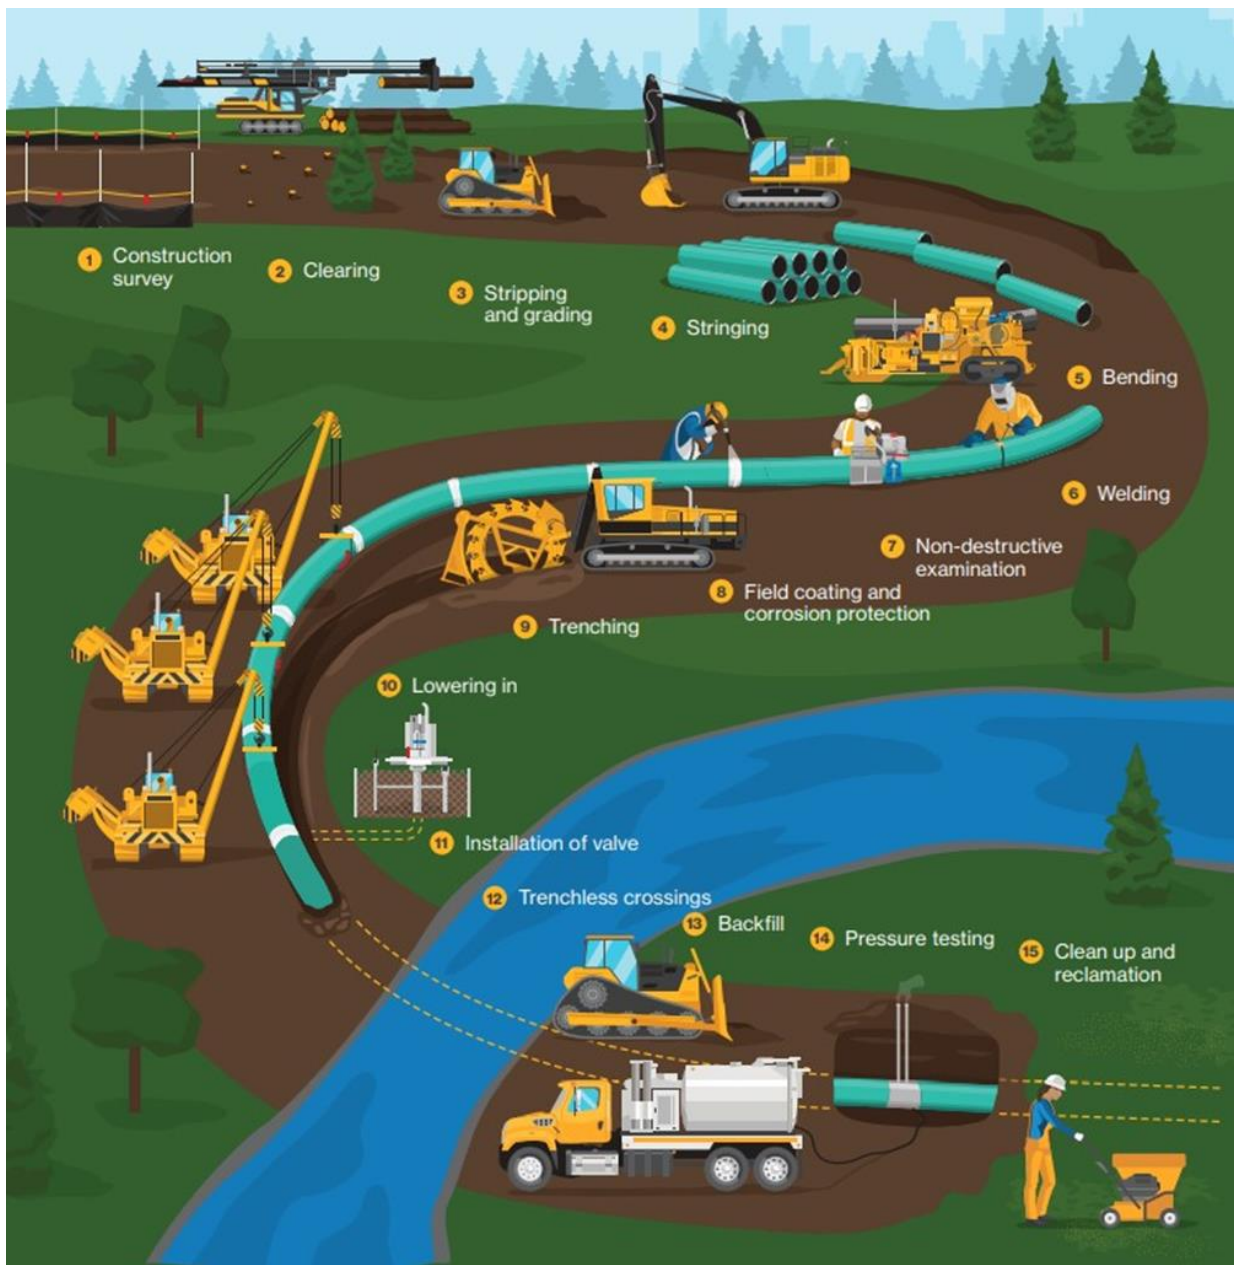 1 Construction
survey
2 Clearing
3 Stripping
and grading
4 Stringing
5 Bending
6 Welding
7 Non-destructive
examination
8 Field coating and
corrosion protection
9 Trenching
10 Lowering in
11 Installation of valve
12 Trenchless crossings
13 Backfill
14 Pressure testing
15 Clean up and
reclamation